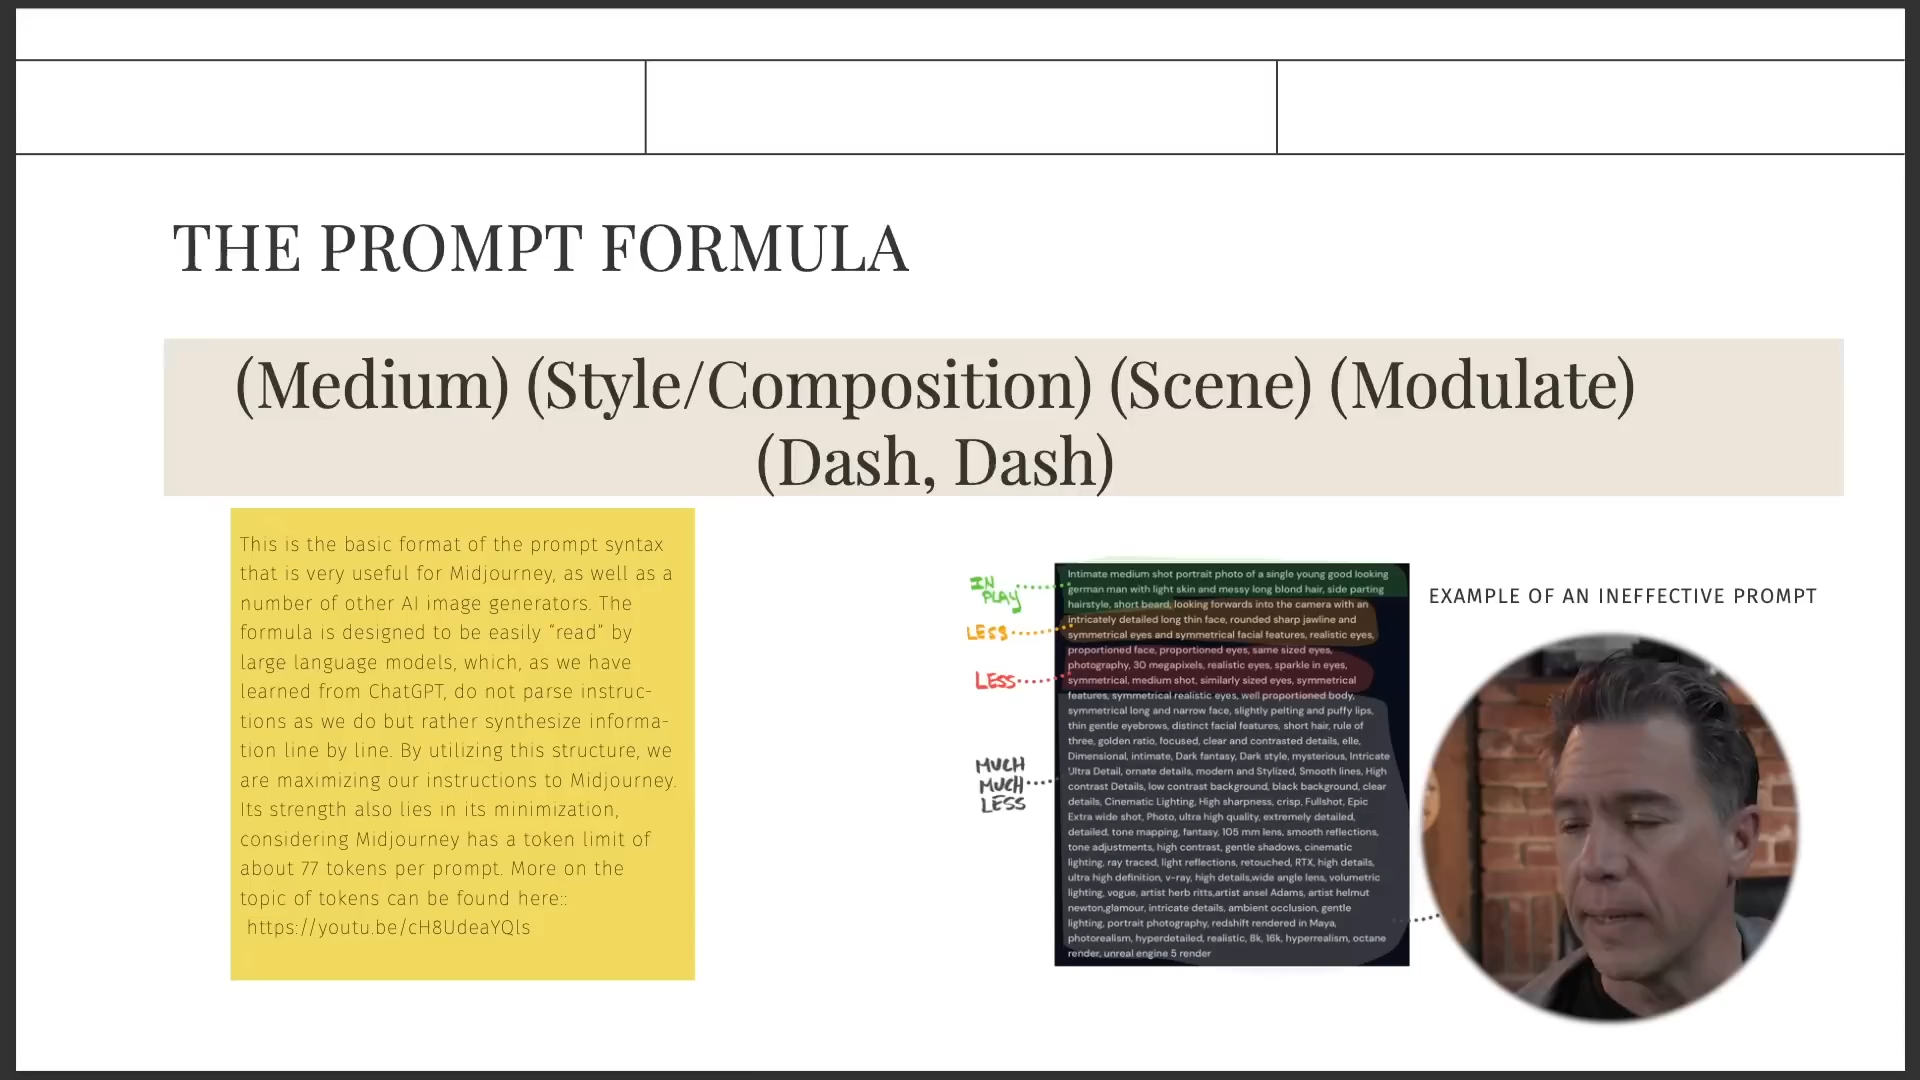 THE PROMPT FORMULA
(Medium) (Style/Composition) (Scene) (Modulate)
(Dash, Dash)
This is the basic format of the prompt syntax
that is very useful for Midjourney, as well as a
number of other AI image generators. The
formula is designed to be easily “read” by
large language models, which, as we have
learned from ChatGPT, do not parse instruc-
tions as we do but rather synthesize informa-
tion line by line. By utilizing this structure, we
are maximizing our instructions to Midjourney.
Its strength also lies in its minimization,
considering Midjourney has a token limit of
about 77 tokens per prompt. More on the
topic of tokens can be found here::
https://youtu.be/cH8UdeaYQls
IN
PLAY
LESS
LESS
MUCH
MUCH
LESS
Intimate medium shot portrait photo of a single young good looking
german man with light skin and messy long blond hair, side parting
hairstyle, short beard, looking forwards into the camera with an
intricately detailed long thin face, rounded sharp jawline and
symmetrical eyes and symmetrical facial features, realistic eyes,
proportioned face, proportioned eyes, same sized eyes,
photography, 30 megapixels, realistic eyes, sparkle in eyes,
symmetrical, medium shot, similarly sized eyes, symmetrical
features, symmetrical realistic eyes, well proportioned body,
symmetrical long and narrow face, slightly pelting and puffy lips,
thin gentle eyebrows, distinct facial features, short hair, rule of
three, golden ratio, focused, clear and contrasted details, elle,
Dimensional, intimate, Dark fantasy, Dark style, mysterious, Intricate
Ultra Detail, ornate details, modern and Stylized, Smooth lines, High
contrast Details, low contrast background, black background, clear
details, Cinematic Lighting, High sharpness, crisp, Fullshot, Epic
Extra wide shot, Photo, ultra high quality, extremely detailed,
detailed, tone mapping, fantasy, 105 mm lens, smooth reflections,
tone adjustments, high contrast, gentle shadows, cinematic
lighting, ray traced, light reflections, retouched, RTX, high details,
ultra high definition, v-ray, high details,wide angle lens, volumetric
lighting, vogue, artist herb ritts,artist ansel Adams, artist helmut
newton,glamour, intricate details, ambient occlusion, gentle
lighting, portrait photography, redshift rendered in Maya,
photorealism, hyperdetailed, realistic, 8k, 16k, hyperrealism, octane
render, unreal engine 5 render
EXAMPLE OF AN INEFFECTIVE PROMPT